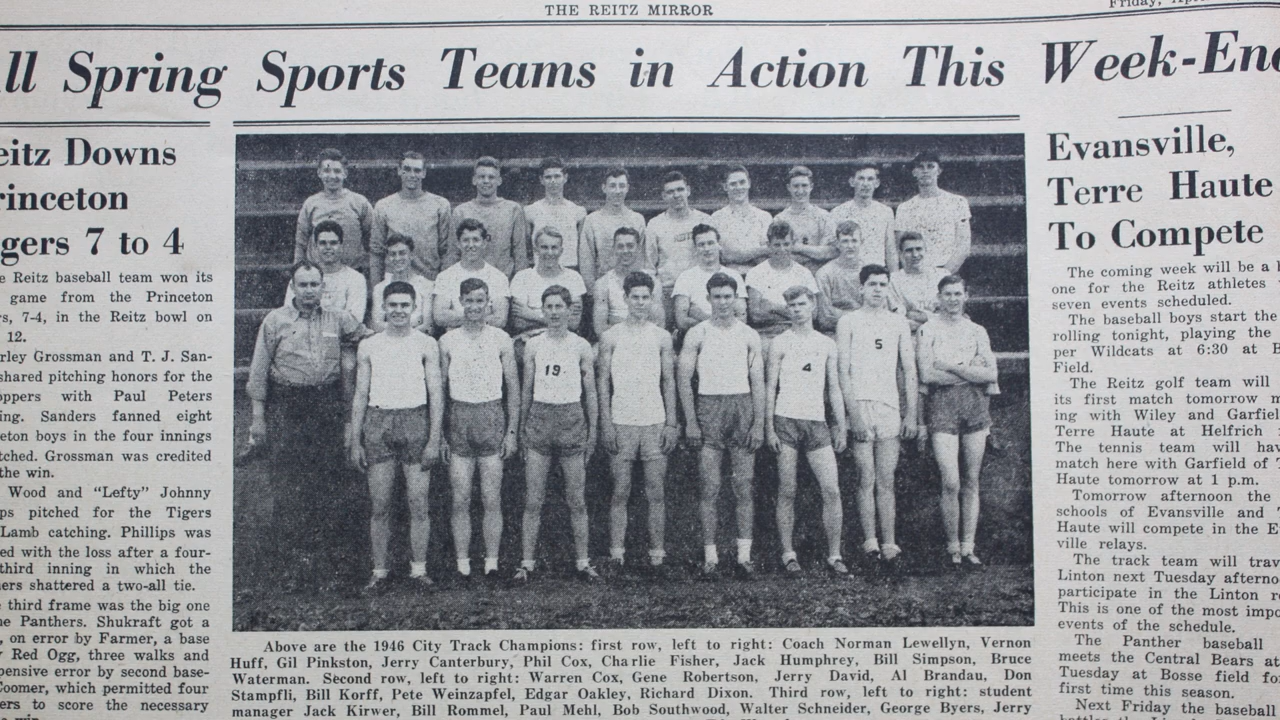 THE REITZ MIRROR
Friday,
ll Spring Sports Teams in Action This Week-End
eitz Downs
rinceton
gers 7 to 4
e Reitz baseball team won its
game from the Princeton
rs, 7-4, in the Reitz bowl on
12.
rley Grossman and T. J. San-
shared pitching honors for the
oppers with Paul Peters
ing. Sanders fanned eight
eton boys in the four innings
tched. Grossman was credited
the win.
Wood and "Lefty" Johnny
ps pitched for the Tigers
Lamb catching. Phillips was
ed with the loss after a four-
third inning in which the
ers shattered a two-all tie.
third frame was the big one
he Panthers. Shukraft got a
, on error by Farmer, a base
Red Ogg, three walks and
pensive error by second base-
Coomer, which permitted four
ers to score the necessary
win.
19
4
5
Above are the 1946 City Track Champions: first row, left to right: Coach Norman Lewellyn, Vernon
Huff, Gil Pinkston, Jerry Canterbury, Phil Cox, Charlie Fisher, Jack Humphrey, Bill Simpson, Bruce
Waterman. Second row, left to right: Warren Cox, Gene Robertson, Jerry David, Al Brandau, Don
Stampfli, Bill Korff, Pete Weinzapfel, Edgar Oakley, Richard Dixon. Third row, left to right: student
manager Jack Kirwer, Bill Rommel, Paul Mehl, Bob Southwood, Walter Schneider, George Byers, Jerry
Evansville,
Terre Haute
To Compete
The coming week will be a
one for the Reitz athletes
seven events scheduled.
The baseball boys start the
rolling tonight, playing the
per Wildcats at 6:30 at B
Field.
The Reitz golf team will
its first match tomorrow m
ing with Wiley and Garfiel
Terre Haute at Helfrich
The tennis team will hav
match here with Garfield of
Haute tomorrow at 1 p.m.
Tomorrow afternoon the
schools of Evansville and
Haute will compete in the E
ville relays.
The track team will trav
Linton next Tuesday afterno
participate in the Linton r
This is one of the most impo
events of the schedule.
The Panther baseball
meets the Central Bears at
Tuesday at Bosse field fo
first time this season.
Next Friday the baseball